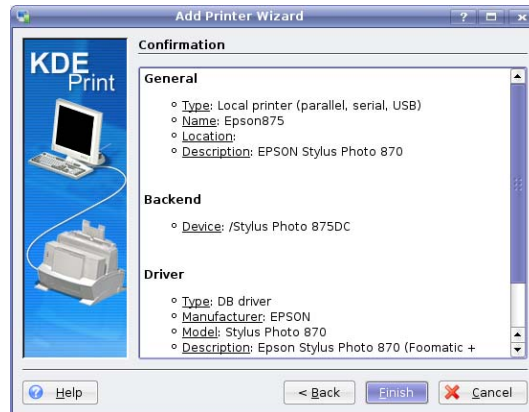 Add Printer Wizard
KDE
Print
Confirmation
General
Type: Local printer (parallel, serial, USB)
Name: Epson875
Location:
Description: EPSON Stylus Photo 870
Backend
Device: /Stylus Photo 875DC
Driver
Type: DB driver
Manufacturer: EPSON
Model: Stylus Photo 870
Description: Epson Stylus Photo 870 (Foomatic +
Help
< Back
Finish
Cancel